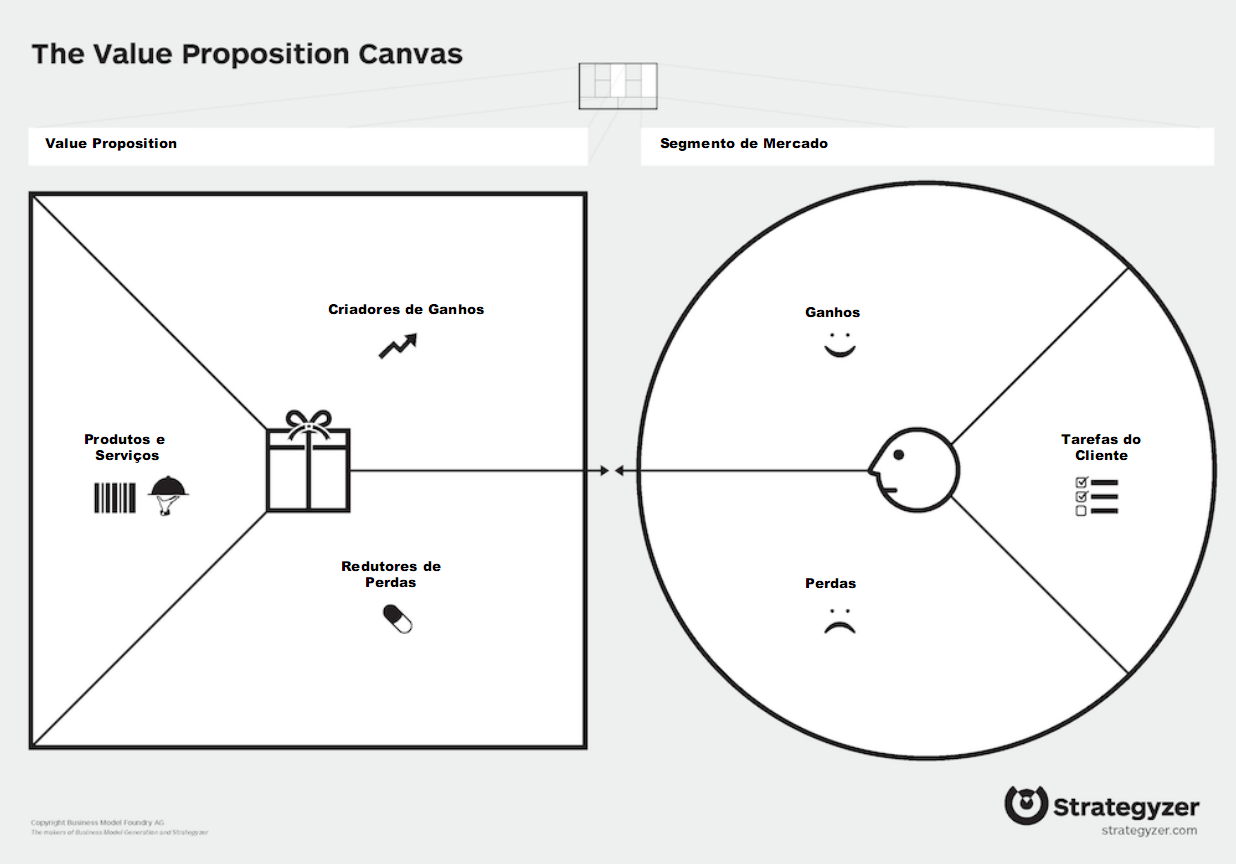 The Value Proposition Canvas
Value Proposition
Segmento de Mercado
Criadores de Ganhos
Produtos e
Serviços
Redutores de
Perdas
Ganhos
Tarefas do
Cliente
Perdas
Copyright Business Model Foundry AG
The makers of Business Model Generation and Strategyzer
Strategyzer
strategyzer.com